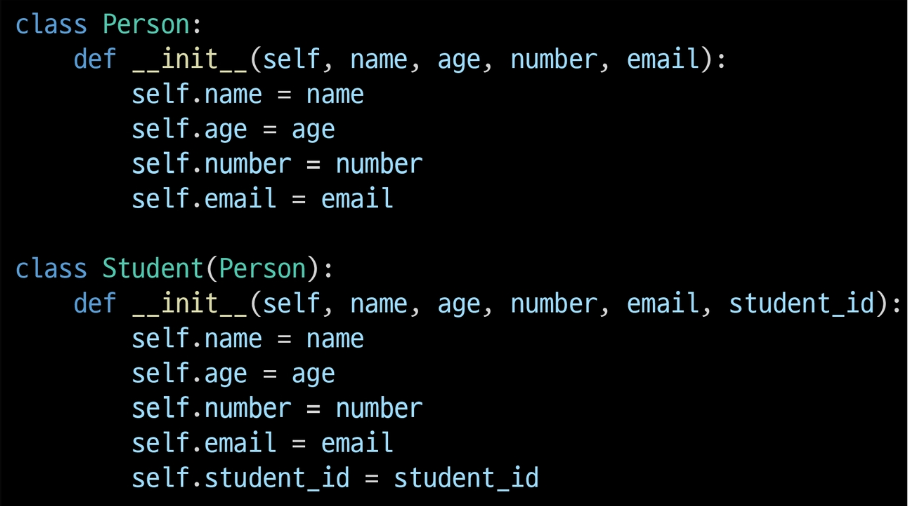 class Person:
    def __init__(self, name, age, number, email):
        self.name = name
        self.age = age
        self.number = number
        self.email = email

class Student(Person):
    def __init__(self, name, age, number, email, student_id):
        self.name = name
        self.age = age
        self.number = number
        self.email = email
        self.student_id = student_id